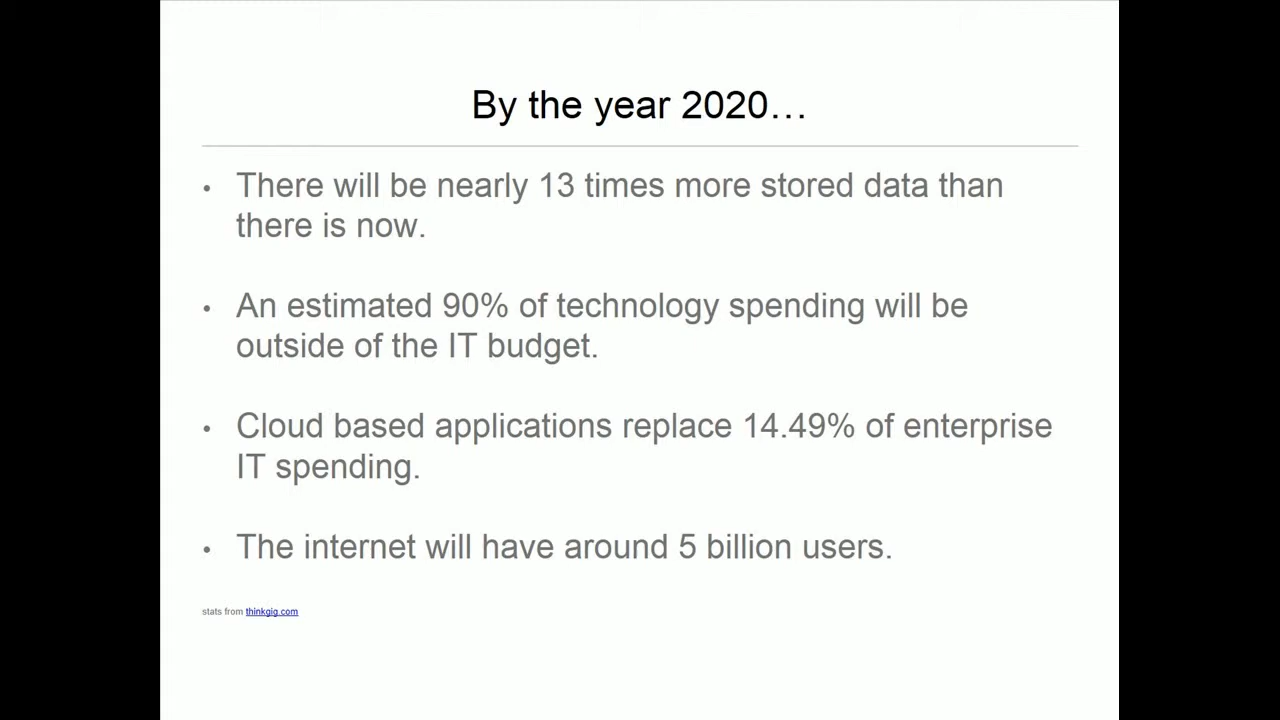 By the year 2020…
• There will be nearly 13 times more stored data than
there is now.
• An estimated 90% of technology spending will be
outside of the IT budget.
• Cloud based applications replace 14.49% of enterprise
IT spending.
• The internet will have around 5 billion users.
stats from thinkgig.com